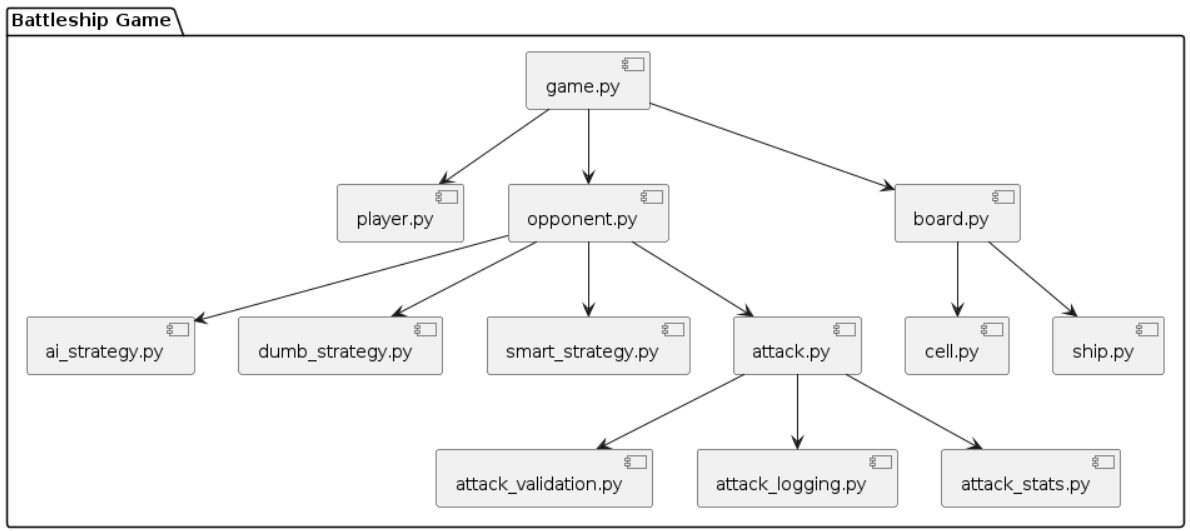 Battleship Game
game.py
player.py
opponent.py
board.py
ai_strategy.py
dumb_strategy.py
smart_strategy.py
attack.py
cell.py
ship.py
attack_validation.py
attack_logging.py
attack_stats.py